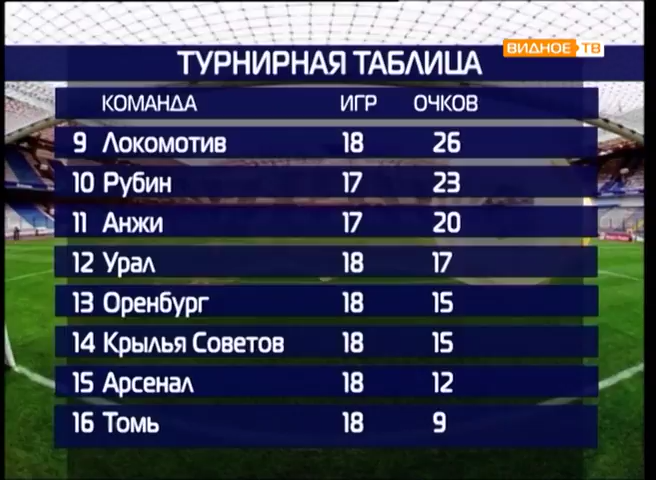 ВИДНОЕ ТВ
ТУРНИРНАЯ ТАБЛИЦА
КОМАНДА ИГР ОЧКОВ
9 Локомотив 18 26
10 Рубин 17 23
11 Анжи 17 20
12 Урал 18 17
13 Оренбург 18 15
14 Крылья Советов 18 15
15 Арсенал 18 12
16 Томь 18 9